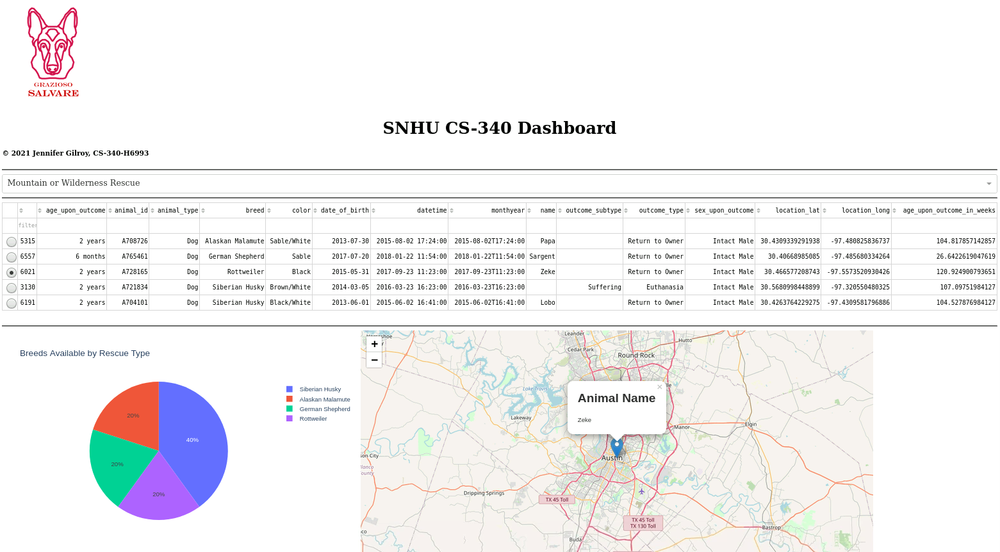 GRAZIOSO
SALVARE
SNHU CS-340 Dashboard
© 2021 Jennifer Gilroy, CS-340-H6993
Mountain or Wilderness Rescue
age_upon_outcome animal_id animal_type breed color date_of_birth datetime monthyear name outcome_subtype outcome_type sex_upon_outcome location_lat location_long age_upon_outcome_in_weeks
filter
5315 2 years A708726 Dog Alaskan Malamute Sable/White 2013-07-30 2015-08-02 17:24:00 2015-08-02T17:24:00 Papa Return to Owner Intact Male 30.4309339291938 -97.480825836737 104.817857142857
6557 6 months A765461 Dog German Shepherd Sable 2017-07-20 2018-01-22 11:54:00 2018-01-22T11:54:00 Sargent Return to Owner Intact Male 30.40668985085 -97.485680334264 26.6422619047619
6021 2 years A728165 Dog Rottweiler Black 2015-05-31 2017-09-23 11:23:00 2017-09-23T11:23:00 Zeke Return to Owner Intact Male 30.466577208743 -97.5573520930426 120.924900793651
3130 2 years A721834 Dog Siberian Husky Brown/White 2014-03-05 2016-03-23 16:23:00 2016-03-23T16:23:00 Suffering Euthanasia Intact Male 30.5680998448899 -97.320550480325 107.09751984127
6191 2 years A704101 Dog Siberian Husky Black/White 2013-06-01 2015-06-02 16:41:00 2015-06-02T16:41:00 Lobo Return to Owner Intact Male 30.4263764229275 -97.4309581796886 104.527876984127
Breeds Available by Rescue Type
Siberian Husky
Alaskan Malamute
German Shepherd
Rottweiler
20%
40%
20%
20%
+
−
Leander
Hutto
Cedar Park
Round Rock
Lake Travis
Animal Name
×
Zeke
Lakeway
Manor
Elgin
son City
Austin
Blanco
County
Dripping Springs
TX 45 Toll
TX 45 Toll
TX 130 Toll
Bastrop
Buda